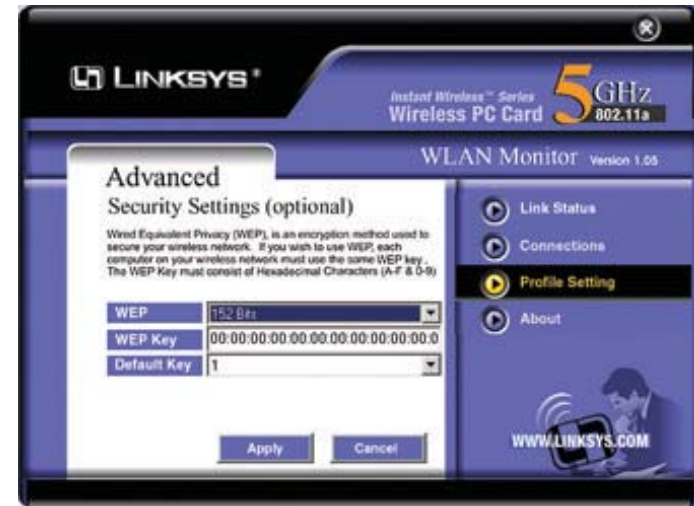 LINKSYS®
Instant Wireless™ Series
Wireless PC Card
5 GHz
802.11a
WLAN Monitor Version 1.05
Advanced
Security Settings (optional)
Wired Equivalent Privacy (WEP), is an encryption method used to
secure your wireless network. If you wish to use WEP, each
computer on your wireless network must use the same WEP key.
The WEP Key must consist of Hexadecimal Characters (A-F & 0-9)
WEP 152 Bits
WEP Key 00:00:00:00:00:00:00:00:00:00:00:0
Default Key 1
Apply Cancel
Link Status
Connections
Profile Setting
About
WWW.LINKSYS.COM